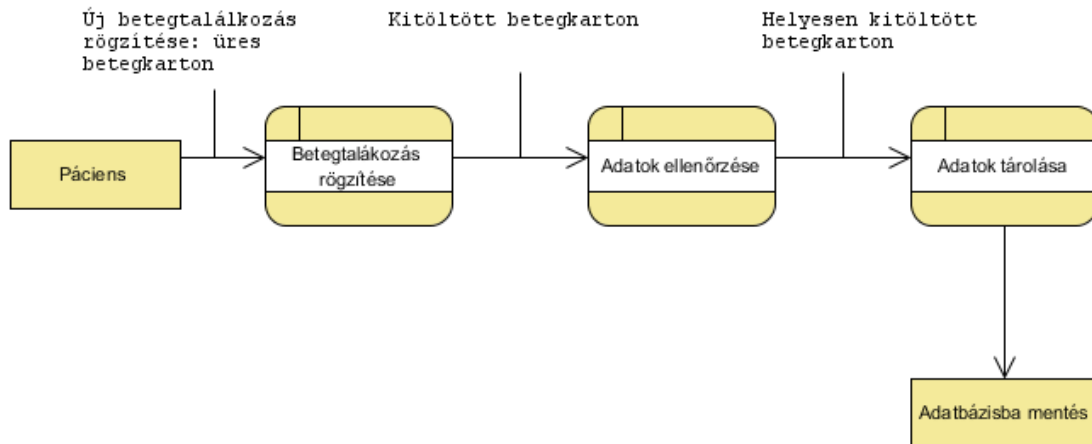 Új betegtalálkozás
rögzítése: üres
betegkarton
Kitöltött betegkarton
Helyesen kitöltött
betegkarton
Páciens
Betegtalákozás
rögzítése
Adatok ellenőrzése
Adatok tárolása
Adatbázisba mentés